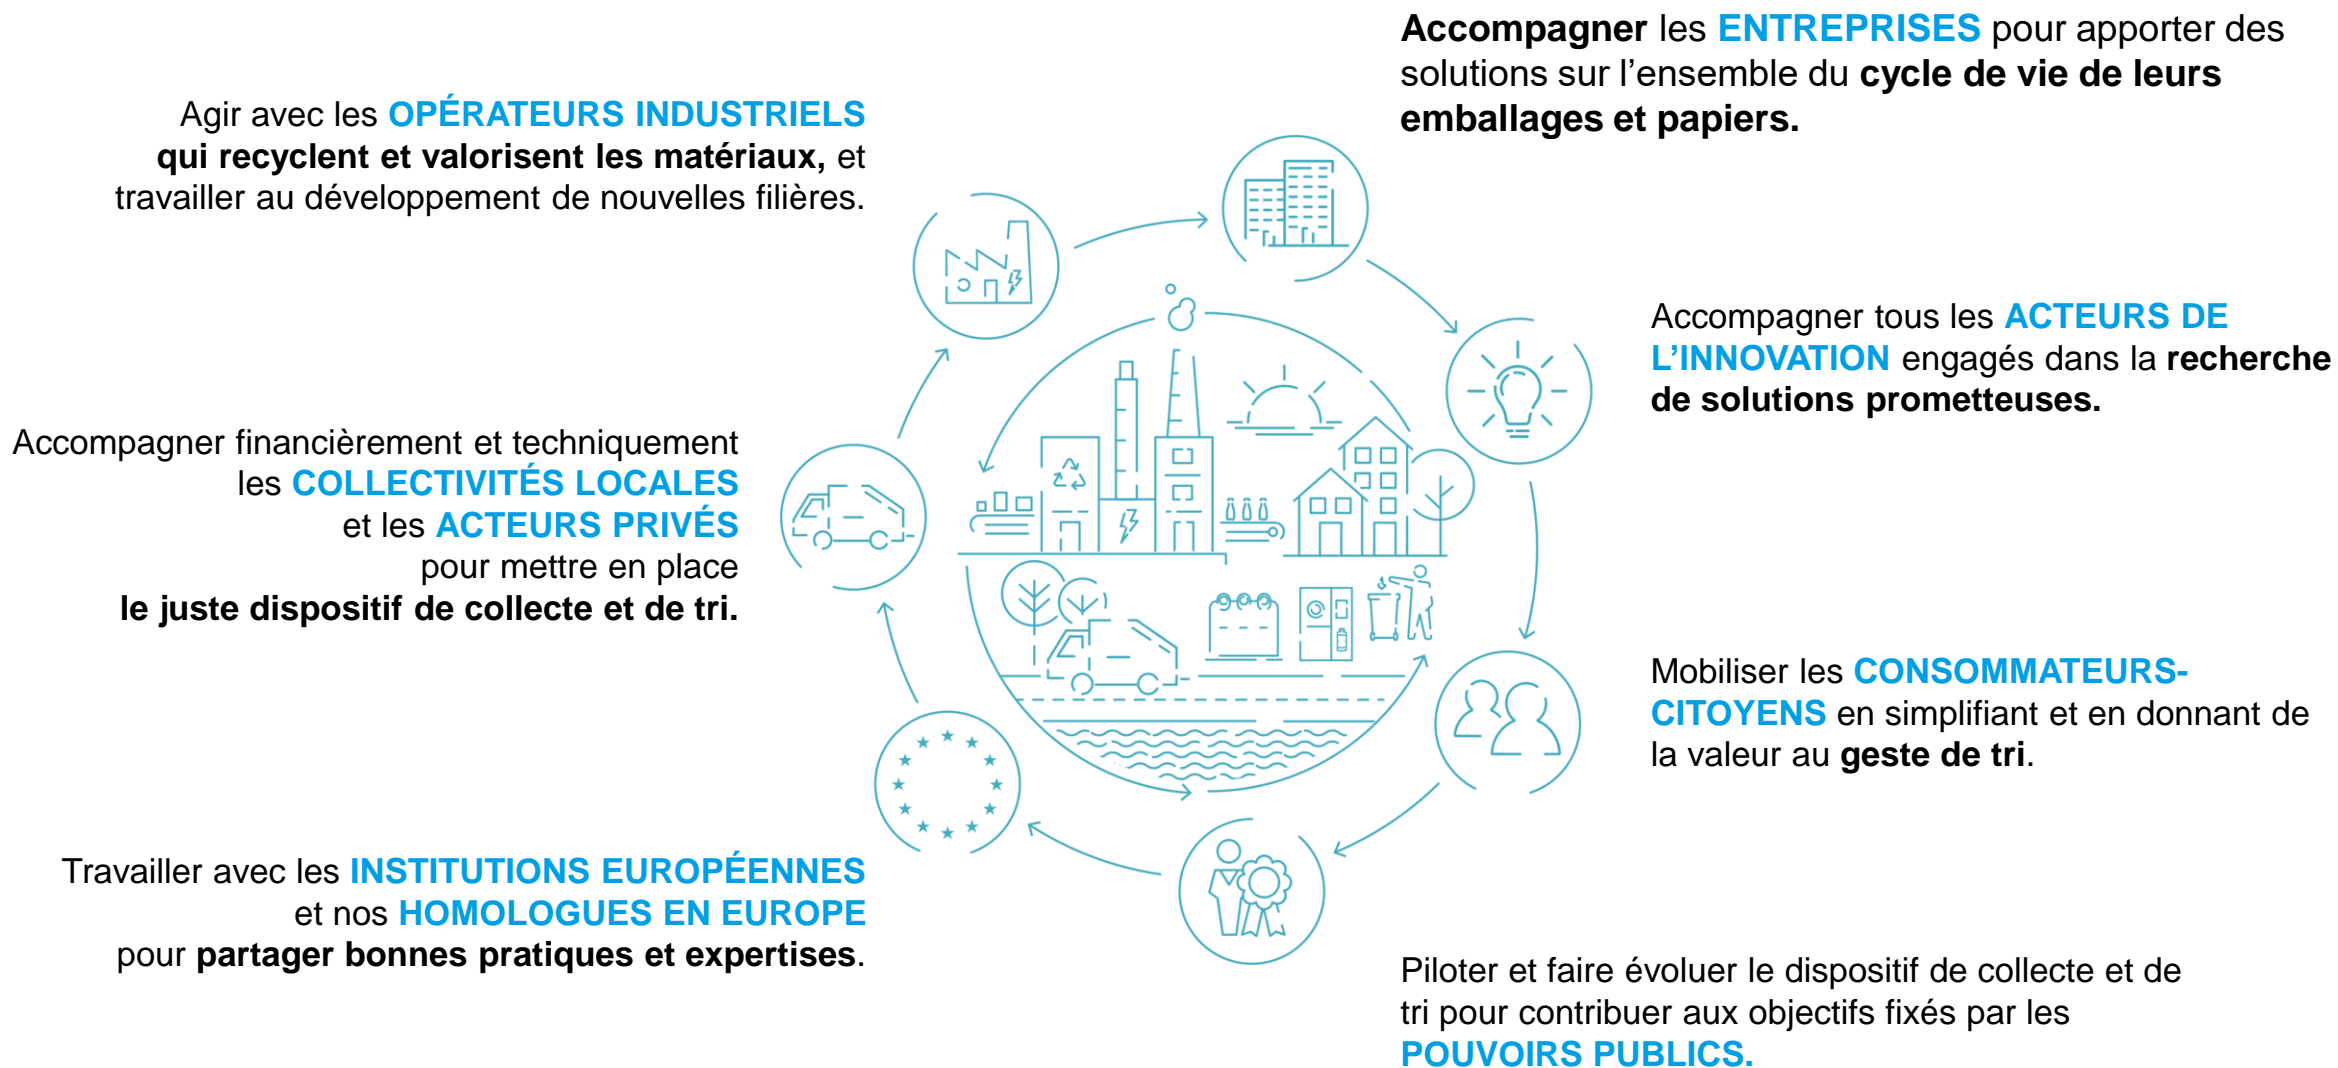 Accompagner les ENTREPRISES pour apporter des
solutions sur l’ensemble du cycle de vie de leurs
emballages et papiers.
Accompagner tous les ACTEURS DE
L’INNOVATION engagés dans la recherche
de solutions prometteuses.
Mobiliser les CONSOMMATEURS-
CITOYENS en simplifiant et en donnant de
la valeur au geste de tri.
Piloter et faire évoluer le dispositif de collecte et de
tri pour contribuer aux objectifs fixés par les
POUVOIRS PUBLICS.
Travailler avec les INSTITUTIONS EUROPÉENNES
et nos HOMOLOGUES EN EUROPE
pour partager bonnes pratiques et expertises.
Accompagner financièrement et techniquement
les COLLECTIVITÉS LOCALES
et les ACTEURS PRIVÉS
pour mettre en place
le juste dispositif de collecte et de tri.
Agir avec les OPÉRATEURS INDUSTRIELS
qui recyclent et valorisent les matériaux, et
travailler au développement de nouvelles filières.